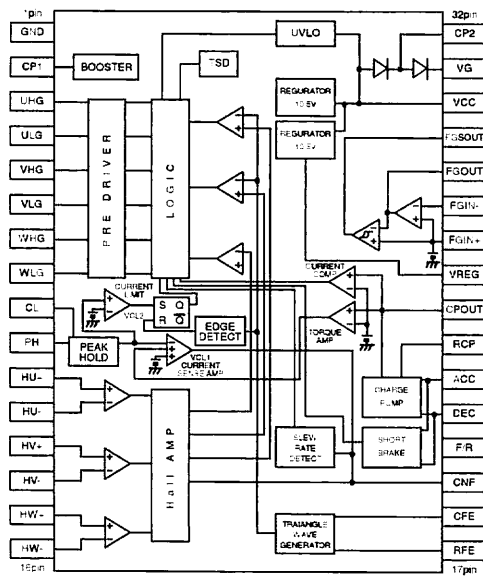 1pin
32pin
GND
CP1
UHG
ULG
VHG
VLG
WHG
WLG
CL
PH
HU-
HU-
HV+
HV-
HW+
HW-
16pin
BOOSTER
PRE DRIVER
LOGIC
TSD
UVLO
REGURATOR
10.5V
REGURATOR
CURRENT
LIMIT
VCL2
S Q
R Q
EDGE
DETECT
PEAK
HOLD
VCL1
CURRENT
SENSE AMP
CURRENT
COMP
TORQUE
AMP
Hall AMP
RATE
DETECT
CHARGE
PUMP
SHORT
BRAKE
TRAIANGLE
WAVE
GENERATOR
CP2
VG
VCC
FGSOUT
FGOUT
FGIN-
FGIN+
VREG
CPOUT
RCP
ACC
DEC
F/R
CNF
CFE
RFE
17pin